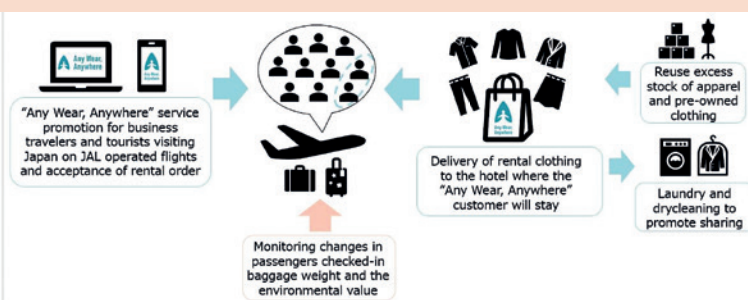 Any Wear,
Anywhere
Any Wear,
Anywhere
"Any Wear, Anywhere" service
promotion for business
travelers and tourists visiting
Japan on JAL operated flights
and acceptance of rental order
Monitoring changes in
passengers checked-in
baggage weight and the
environmental value
Any Wear,
Anywhere
Delivery of rental clothing
to the hotel where the
"Any Wear, Anywhere"
customer will stay
Reuse excess
stock of apparel
and pre-owned
clothing
Laundry and
drycleaning to
promote sharing